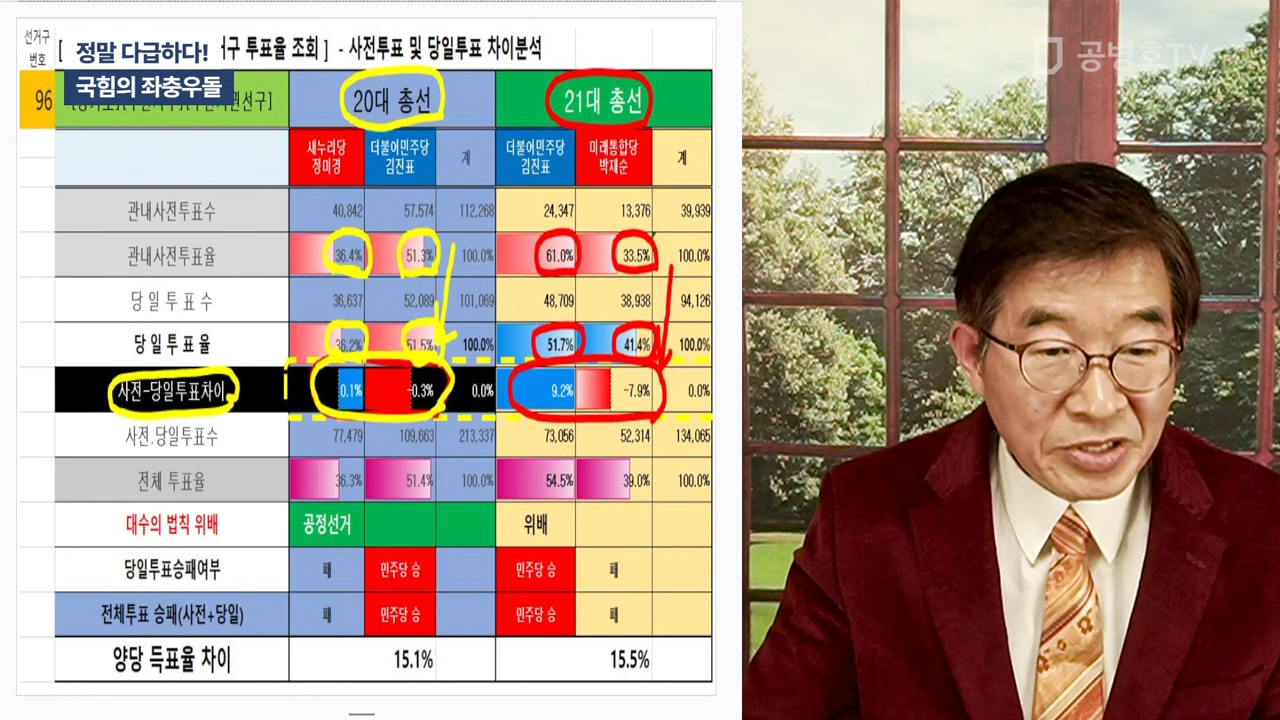 선거구
번호
[
정말 다급하다!
구 투표율 조회 ] - 사전투표 및 당일투표 차이분석
국힘의 좌충우돌
96
20대 총선
21대 총선
새누리당
정미경
더불어민주당
김진표
계
더불어민주당
김진표
미래통합당
박재순
계
관내사전투표수 40,842 57,574 112,268 24,347 13,376 39,939
관내사전투표율 36.4% 51.3% 100.0% 61.0% 33.5% 100.0%
당 일 투 표 수 36,637 52,089 101,069 48,709 38,938 94,126
당 일 투 표 율 36.2% 51.5% 100.0% 51.7% 41.4% 100.0%
사전-당일투표차이 0.1% -0.3% 0.0% 9.2% -7.9% 0.0%
사전.당일투표수 77,479 109,663 213,337 73,056 52,314 134,065
전체 투표율 36.3% 51.4% 100.0% 54.5% 39.0% 100.0%
대수의 법칙 위배 공정선거 위배
당일투표승패여부 패 민주당 승 민주당 승 패
전체투표 승패(사전+당일) 패 민주당 승 민주당 승 패
양당 득표율 차이 15.1% 15.5%
공병호TV